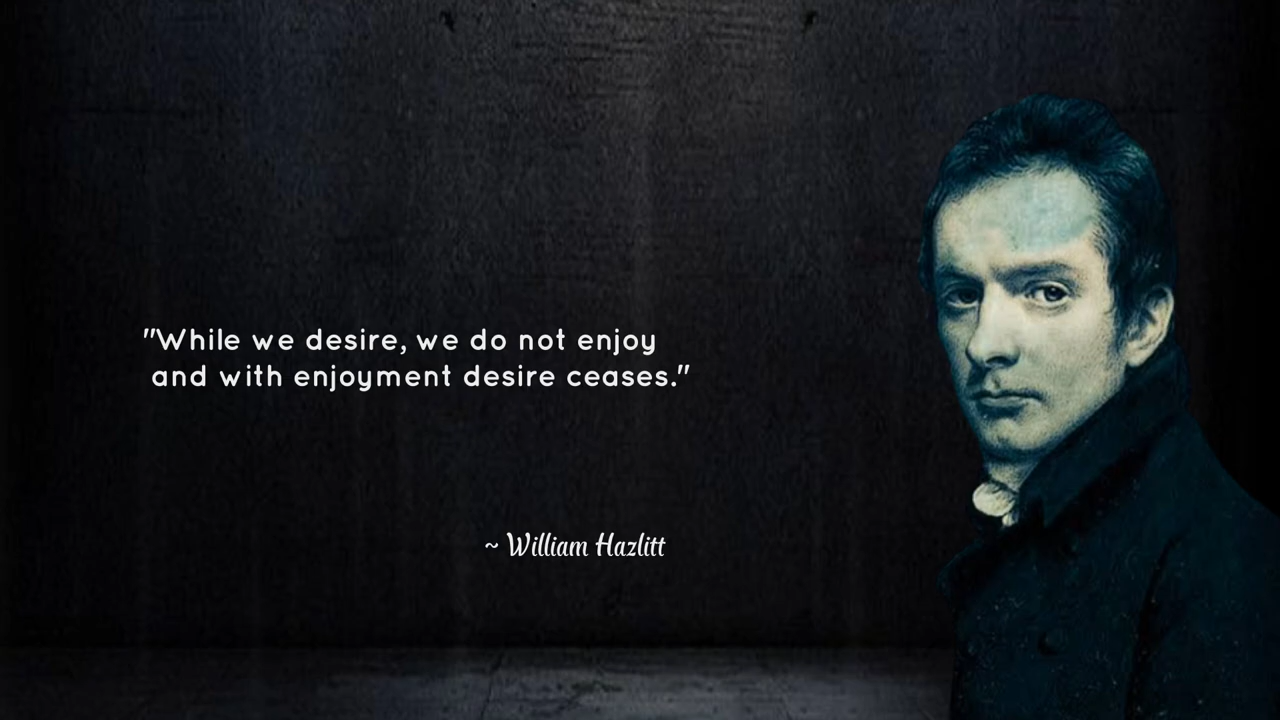 "While we desire, we do not enjoy
and with enjoyment desire ceases."
~ William Hazlitt